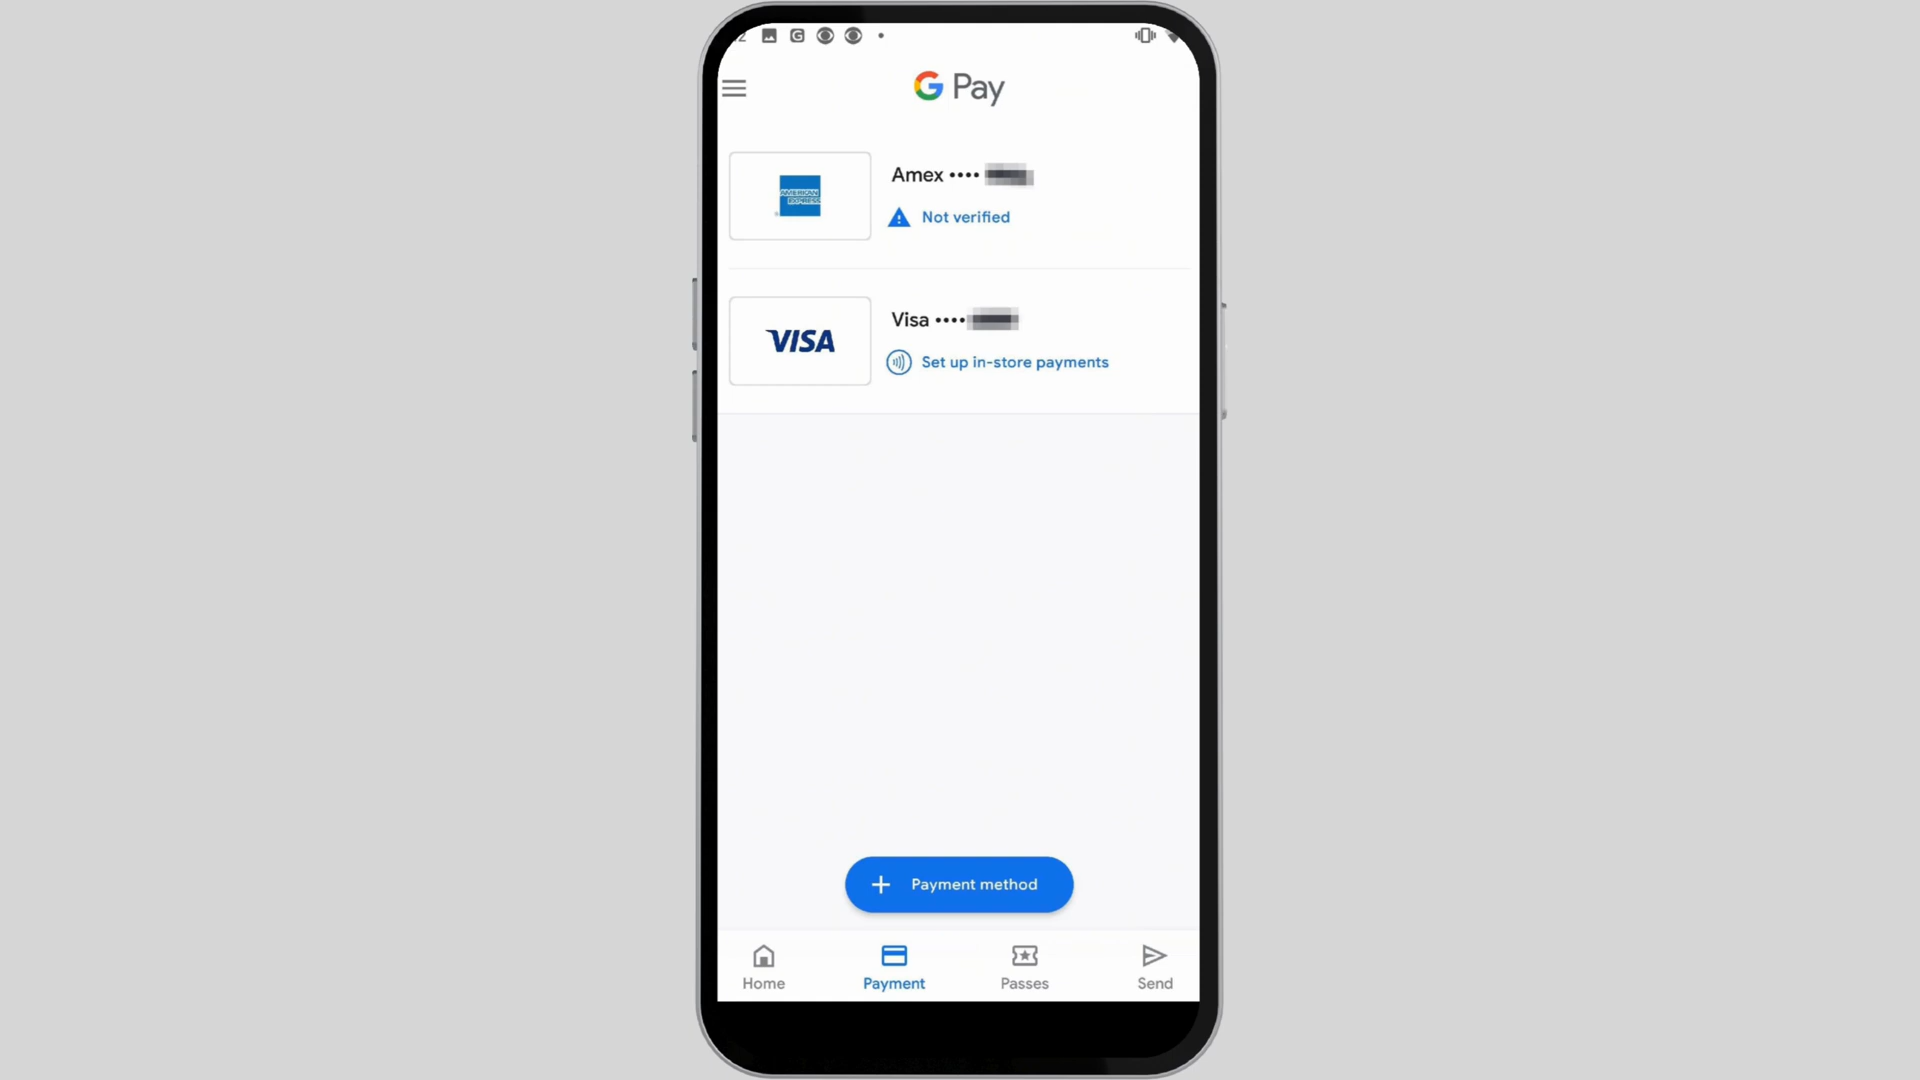 G Pay
AMERICAN
EXPRESS
Amex ••••
Not verified
VISA
Visa ••••
Set up in-store payments
+ Payment method
Home
Payment
Passes
Send